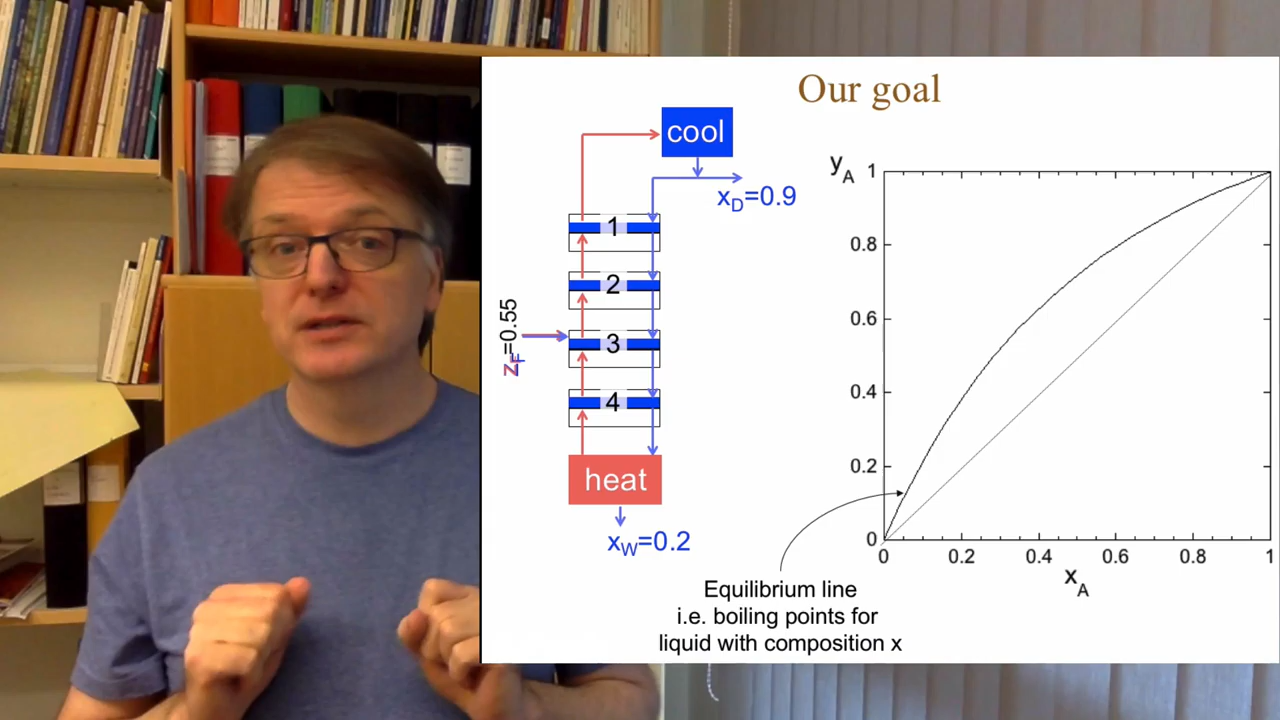 Our goal
cool
x_D=0.9
1
2
3
4
z_F=0.55
heat
x_W=0.2
y_A
1
0.8
0.6
0.4
0.2
0
0
0.2
0.4
0.6
0.8
1
x_A
Equilibrium line
i.e. boiling points for
liquid with composition x